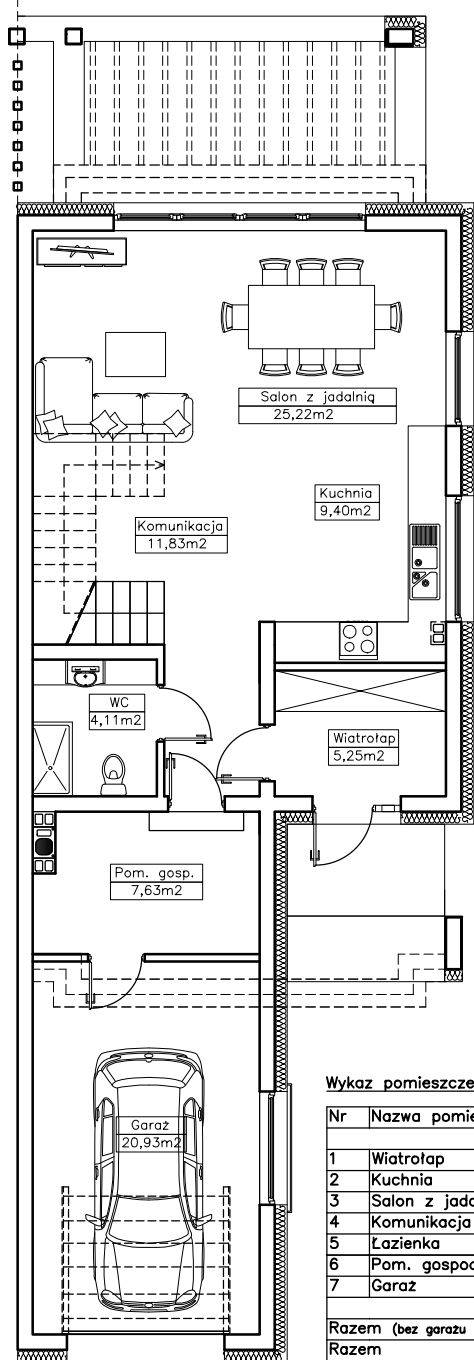 Salon z jadalnią
25,22m2
Kuchnia
9,40m2
Komunikacja
11,83m2
WC
4,11m2
Wiatrołap
5,25m2
Pom. gosp.
7,63m2
Garaż
20,93m2
Wykaz pomieszcze
Nr Nazwa pomie
1 Wiatrołap
2 Kuchnia
3 Salon z jada
4 Komunikacja
5 Łazienka
6 Pom. gospod
7 Garaż
Razem (bez garażu
Razem